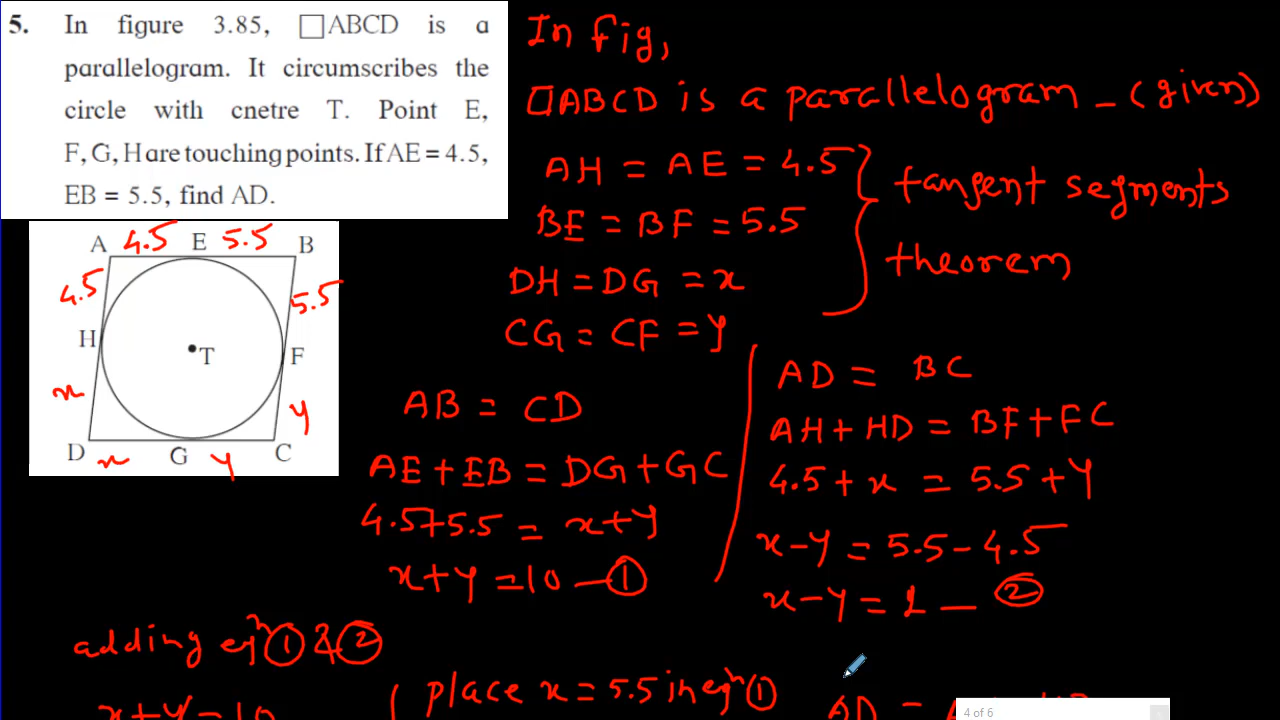 5. In figure 3.85, □ABCD is a
parallelogram. It circumscribes the
circle with cnetre T. Point E,
F, G, H are touching points. If AE = 4.5,
EB = 5.5, find AD.
A 4.5 E 5.5 B
4.5
5.5
H
T
F
x
y
D x G y C
In fig,
□ABCD is a parallelogram - (given)
AH = AE = 4.5
BE = BF = 5.5
DH = DG = x
CG = CF = y
tangent segments
theorem
AB = CD
AE + EB = DG + GC
4.5+5.5 = x+y
x+y = 10 — ①
AD = BC
AH + HD = BF + FC
4.5 + x = 5.5 + y
x-y = 5.5 - 4.5
x-y = 1 — ②
adding eqⁿ ① & ②
x+y = 10
place x = 5.5 in eqⁿ ①
AD =
4 of 6